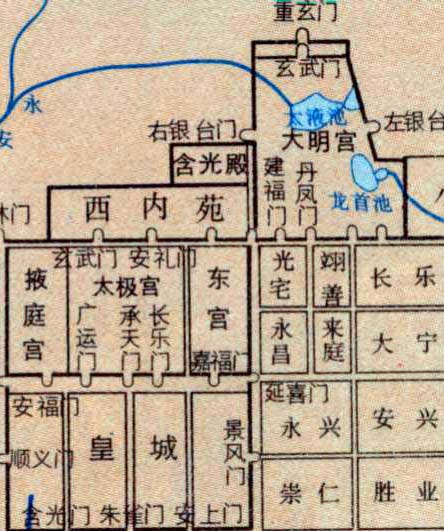 重玄门
玄武门
永
安
太液池
右银台门
左银台
大明宫
含光殿
建福门
丹凤门
龙首池
西内苑
林门
玄武门
安礼门
掖庭宫
太极宫
东宫
广运门
承天门
长乐门
嘉福门
光宅
翊善
长乐
永昌
来庭
大宁
安福门
延喜门
永兴
安兴
顺义门
皇城
景风门
含光门
朱雀门
安上门
崇仁
胜业